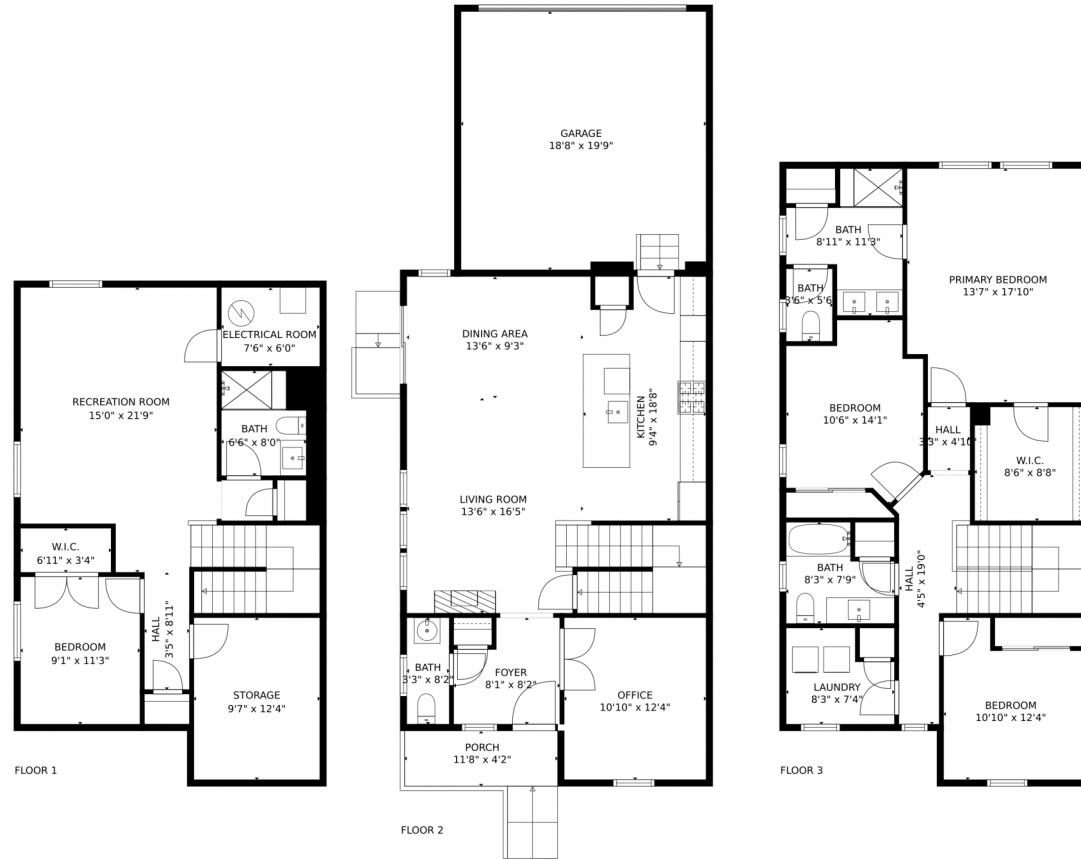 GARAGE
18'8" x 19'9"
ELECTRICAL ROOM
7'6" x 6'0"
RECREATION ROOM
15'0" x 21'9"
BATH
6'6" x 8'0"
W.I.C.
6'11" x 3'4"
HALL
3'5" x 8'11"
BEDROOM
9'1" x 11'3"
STORAGE
9'7" x 12'4"
FLOOR 1
DINING AREA
13'6" x 9'3"
KITCHEN
9'4" x 18'8"
LIVING ROOM
13'6" x 16'5"
BATH
3'3" x 8'2"
FOYER
8'1" x 8'2"
OFFICE
10'10" x 12'4"
PORCH
11'8" x 4'2"
FLOOR 2
BATH
8'11" x 11'3"
BATH
3'6" x 5'6"
PRIMARY BEDROOM
13'7" x 17'10"
BEDROOM
10'6" x 14'1"
HALL
3'3" x 4'10"
W.I.C.
8'6" x 8'8"
BATH
8'3" x 7'9"
HALL
4'5" x 19'0"
LAUNDRY
8'3" x 7'4"
BEDROOM
10'10" x 12'4"
FLOOR 3